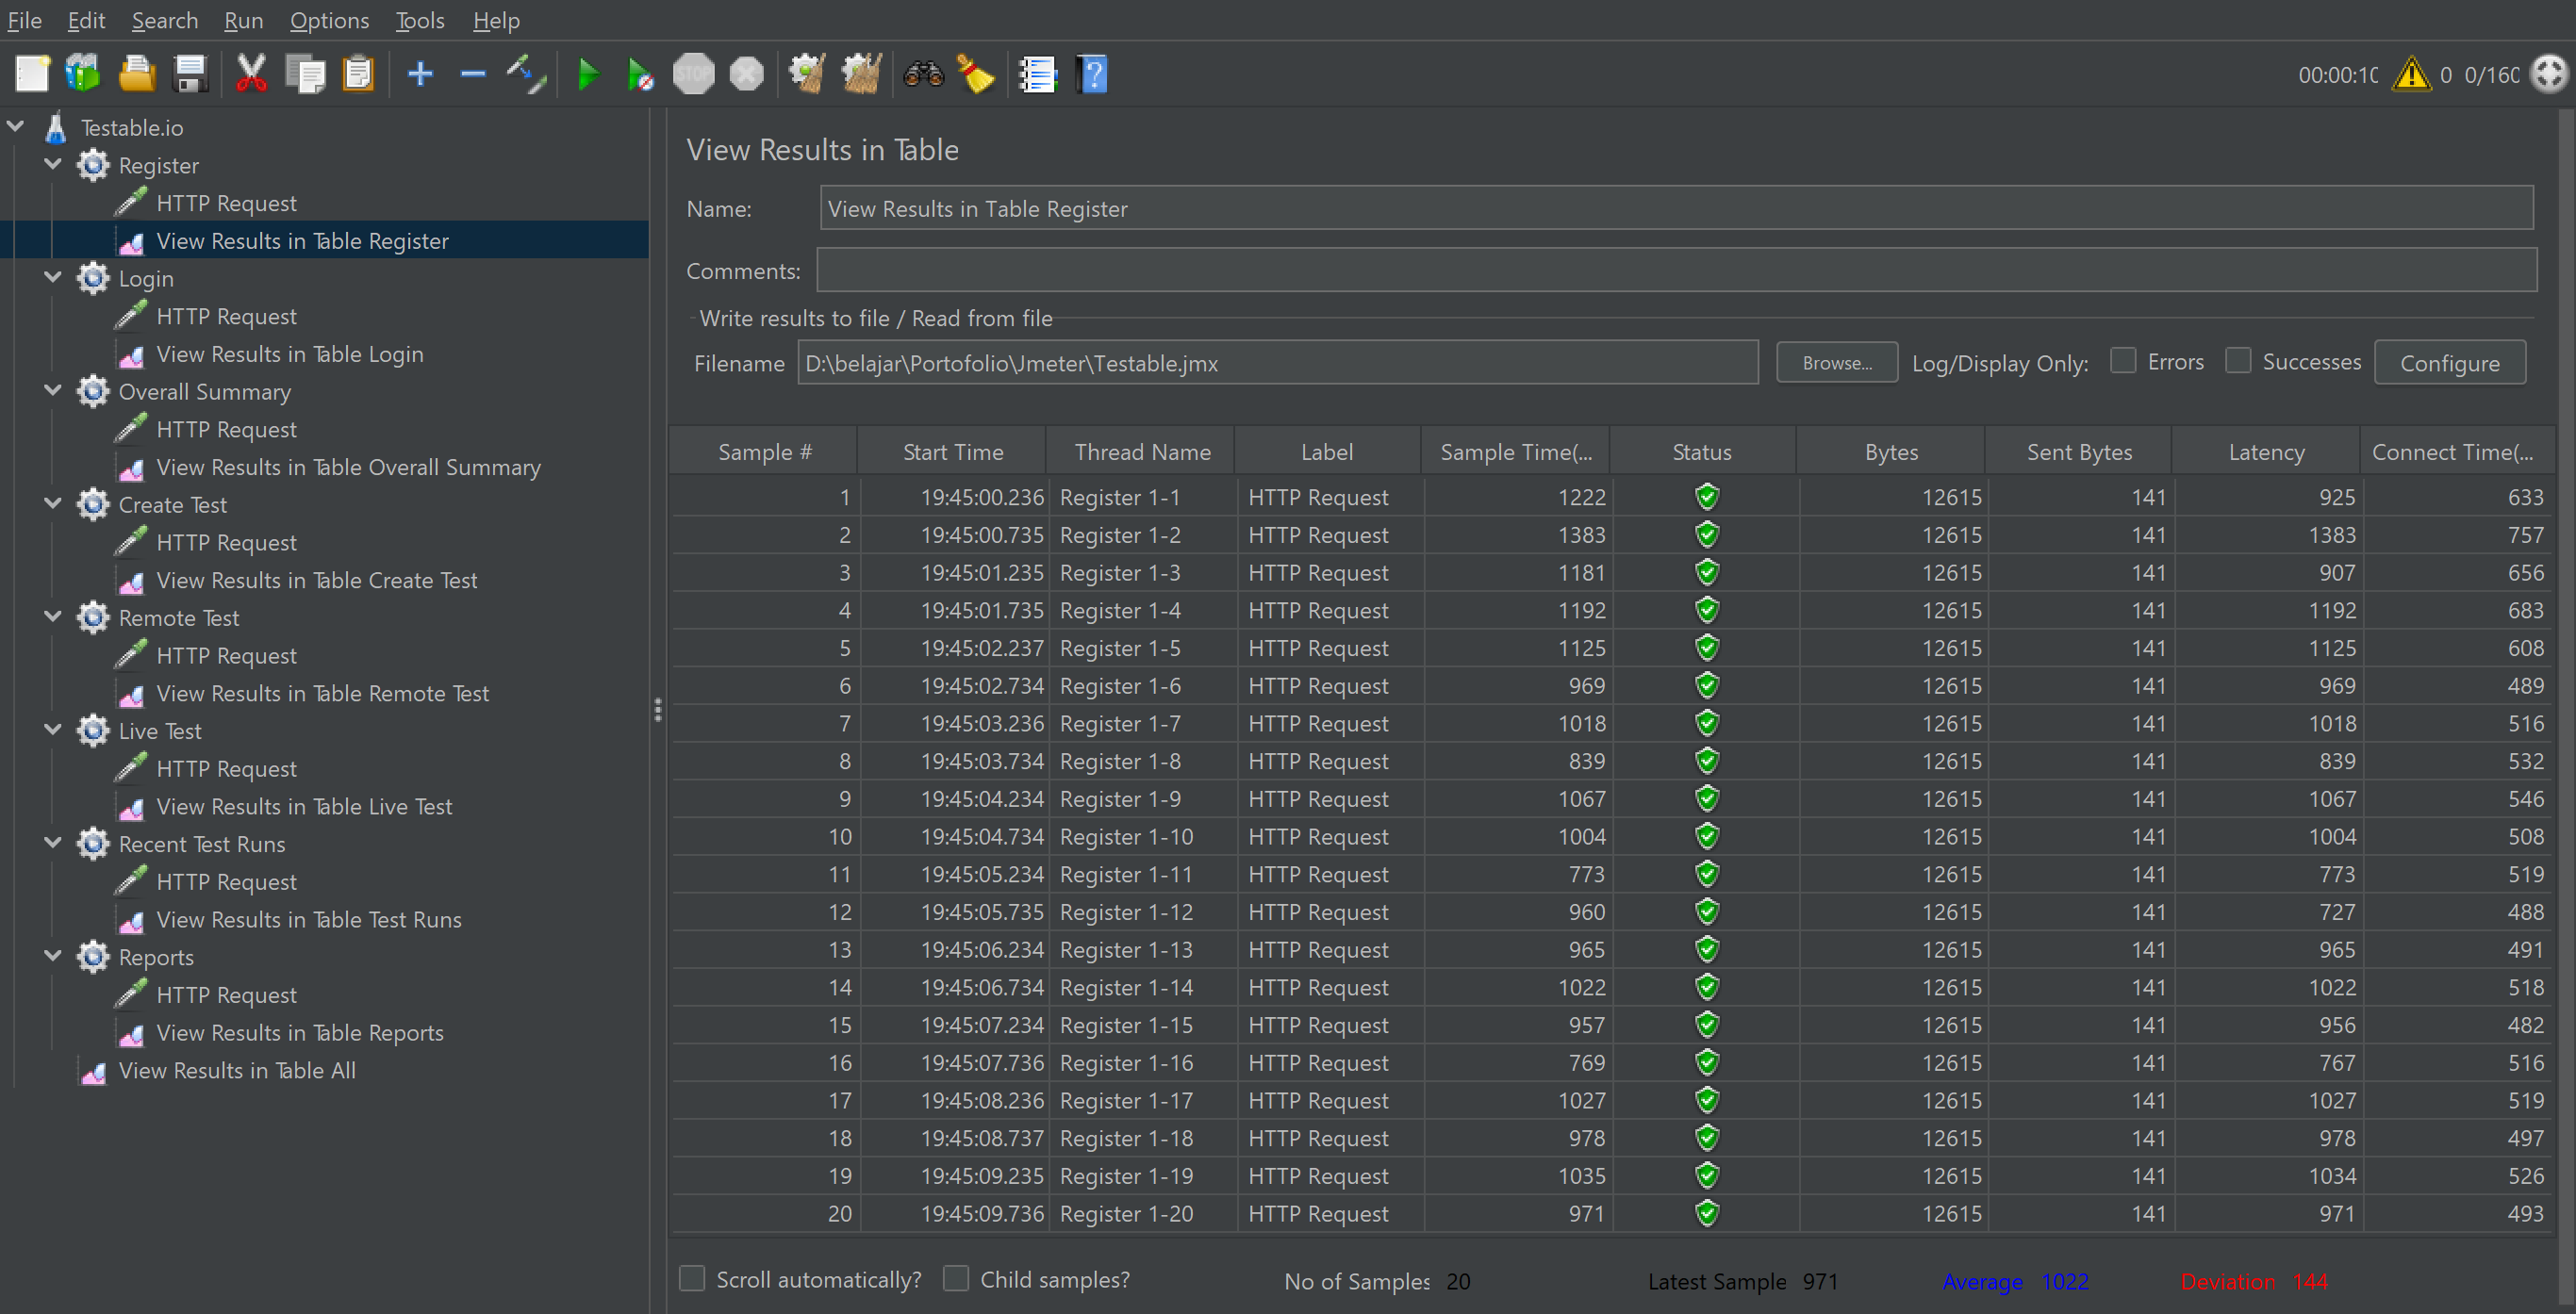 File Edit Search Run Options Tools Help
STOP
00:00:10 0 0/160
Testable.io
Register
HTTP Request
View Results in Table Register
Login
HTTP Request
View Results in Table Login
Overall Summary
HTTP Request
View Results in Table Overall Summary
Create Test
HTTP Request
View Results in Table Create Test
Remote Test
HTTP Request
View Results in Table Remote Test
Live Test
HTTP Request
View Results in Table Live Test
Recent Test Runs
HTTP Request
View Results in Table Test Runs
Reports
HTTP Request
View Results in Table Reports
View Results in Table All
View Results in Table
Name: View Results in Table Register
Comments:
Write results to file / Read from file
Filename D:\belajar\Portofolio\Jmeter\Testable.jmx Browse... Log/Display Only: Errors Successes Configure
Sample # Start Time Thread Name Label Sample Time(... Status Bytes Sent Bytes Latency Connect Time(...
1 19:45:00.236 Register 1-1 HTTP Request 1222 12615 141 925 633
2 19:45:00.735 Register 1-2 HTTP Request 1383 12615 141 1383 757
3 19:45:01.235 Register 1-3 HTTP Request 1181 12615 141 907 656
4 19:45:01.735 Register 1-4 HTTP Request 1192 12615 141 1192 683
5 19:45:02.237 Register 1-5 HTTP Request 1125 12615 141 1125 608
6 19:45:02.734 Register 1-6 HTTP Request 969 12615 141 969 489
7 19:45:03.236 Register 1-7 HTTP Request 1018 12615 141 1018 516
8 19:45:03.734 Register 1-8 HTTP Request 839 12615 141 839 532
9 19:45:04.234 Register 1-9 HTTP Request 1067 12615 141 1067 546
10 19:45:04.734 Register 1-10 HTTP Request 1004 12615 141 1004 508
11 19:45:05.234 Register 1-11 HTTP Request 773 12615 141 773 519
12 19:45:05.735 Register 1-12 HTTP Request 960 12615 141 727 488
13 19:45:06.234 Register 1-13 HTTP Request 965 12615 141 965 491
14 19:45:06.734 Register 1-14 HTTP Request 1022 12615 141 1022 518
15 19:45:07.234 Register 1-15 HTTP Request 957 12615 141 956 482
16 19:45:07.736 Register 1-16 HTTP Request 769 12615 141 767 516
17 19:45:08.236 Register 1-17 HTTP Request 1027 12615 141 1027 519
18 19:45:08.737 Register 1-18 HTTP Request 978 12615 141 978 497
19 19:45:09.235 Register 1-19 HTTP Request 1035 12615 141 1034 526
20 19:45:09.736 Register 1-20 HTTP Request 971 12615 141 971 493
Scroll automatically? Child samples? No of Samples 20 Latest Sample 971 Average 1022 Deviation 144